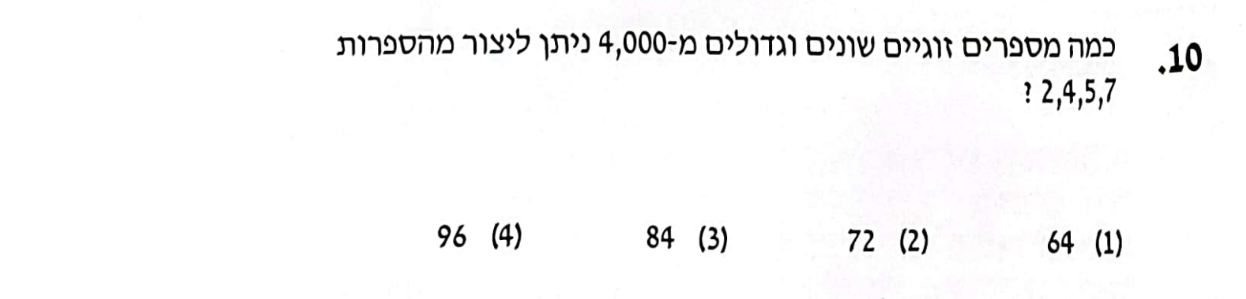 10. כמה מספרים זוגיים שונים וגדולים מ-4,000 ניתן ליצור מהספרות
2,4,5,7 ?
(1) 64 (2) 72 (3) 84 (4) 96